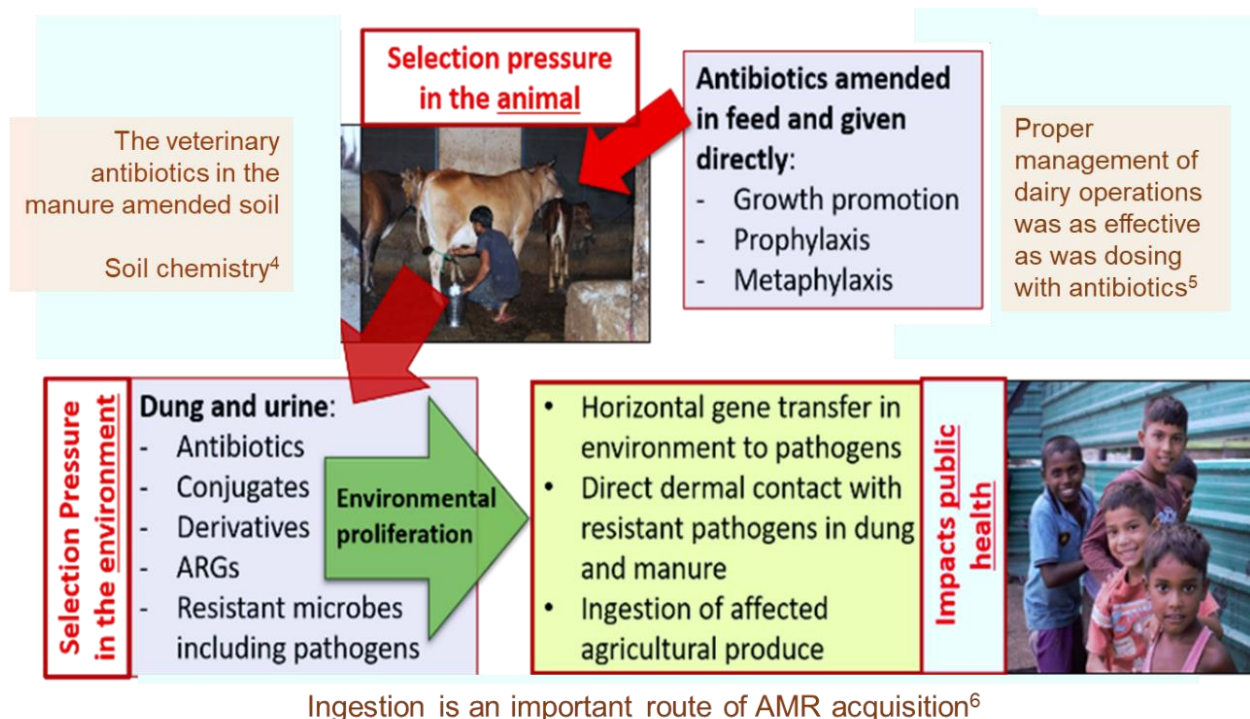 Selection pressure
in the animal
Antibiotics amended
in feed and given
directly:
- Growth promotion
- Prophylaxis
- Metaphylaxis
The veterinary
antibiotics in the
manure amended soil
Soil chemistry⁴
Proper
management of
dairy operations
was as effective
as was dosing
with antibiotics⁵
Selection Pressure
in the environment
Dung and urine:
- Antibiotics
- Conjugates
- Derivatives
- ARGs
- Resistant microbes
including pathogens
Environmental
proliferation
• Horizontal gene transfer in
environment to pathogens
• Direct dermal contact with
resistant pathogens in dung
and manure
• Ingestion of affected
agricultural produce
Impacts public
health
Ingestion is an important route of AMR acquisition⁶